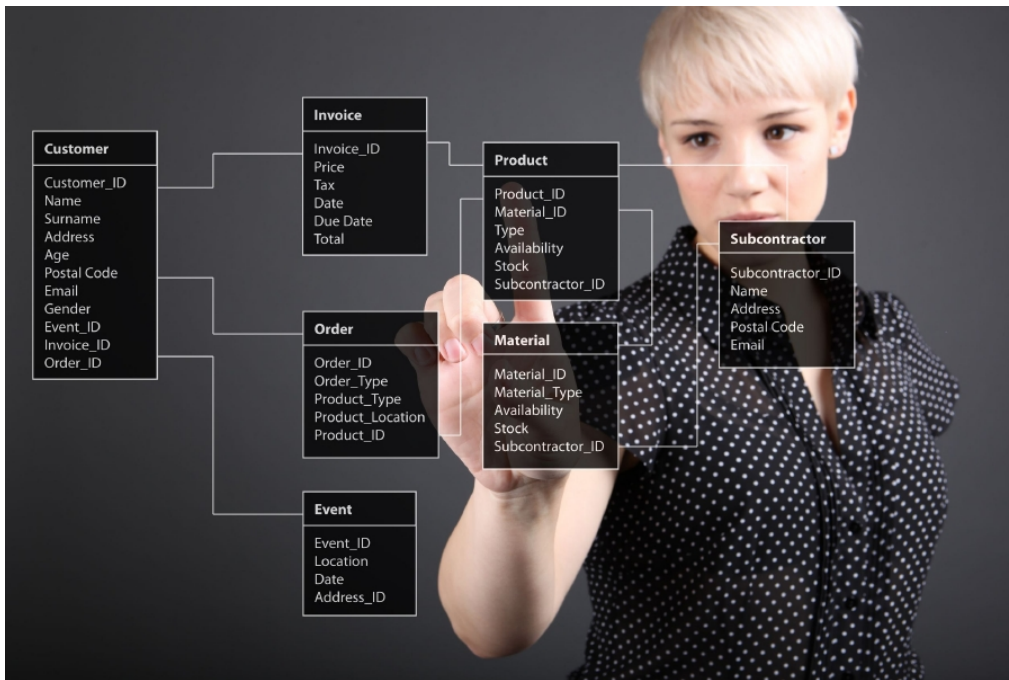 Customer
Customer_ID
Name
Surname
Address
Age
Postal Code
Email
Gender
Event_ID
Invoice_ID
Order_ID
Invoice
Invoice_ID
Price
Tax
Date
Due Date
Total
Order
Order_ID
Order_Type
Product_Type
Product_Location
Product_ID
Event
Event_ID
Location
Date
Address_ID
Product
Product_ID
Material_ID
Type
Availability
Stock
Subcontractor_ID
Material
Material_ID
Material_Type
Availability
Stock
Subcontractor_ID
Subcontractor
Subcontractor_ID
Name
Address
Postal Code
Email